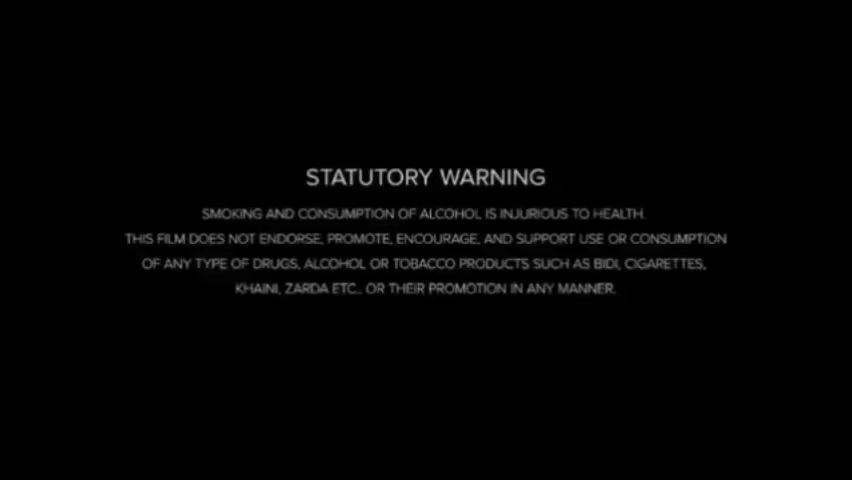 STATUTORY WARNING
SMOKING AND CONSUMPTION OF ALCOHOL IS INJURIOUS TO HEALTH.
THIS FILM DOES NOT ENDORSE, PROMOTE, ENCOURAGE, AND SUPPORT USE OR CONSUMPTION
OF ANY TYPE OF DRUGS, ALCOHOL OR TOBACCO PRODUCTS SUCH AS BIDI, CIGARETTES,
KHAINI, ZARDA ETC.. OR THEIR PROMOTION IN ANY MANNER.